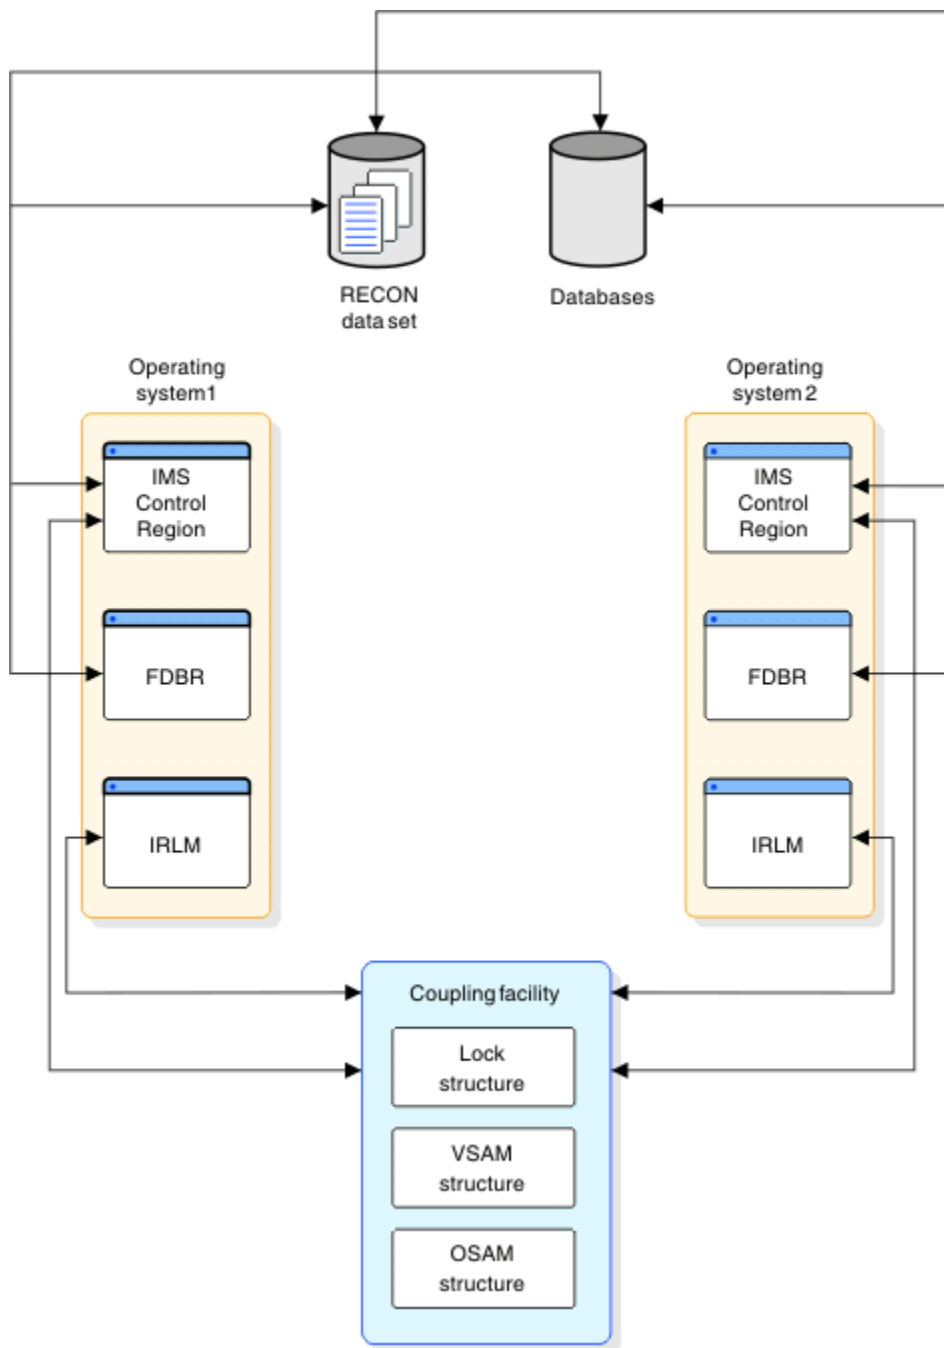 RECON
data set
Databases
Operating
system1
IMS
Control
Region
FDBR
IRLM
Operating
system 2
IMS
Control
Region
FDBR
IRLM
Coupling facility
Lock
structure
VSAM
structure
OSAM
structure